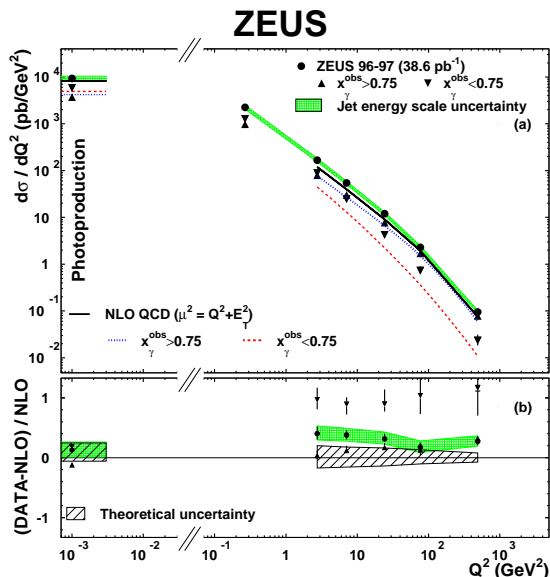 ZEUS
dσ / dQ² (pb/GeV²)
ZEUS 96-97 (38.6 pb⁻¹)
x_γ^obs>0.75 x_γ^obs<0.75
Jet energy scale uncertainty
(a)
10⁴
10³
10²
10
1
10⁻¹
10⁻²
Photoproduction
NLO QCD (μ² = Q²+E_T²)
x_γ^obs>0.75 x_γ^obs<0.75
(DATA-NLO) / NLO
1
0
-1
(b)
Theoretical uncertainty
10⁻³ 10⁻² 10⁻¹ 1 10 10² 10³
Q² (GeV²)